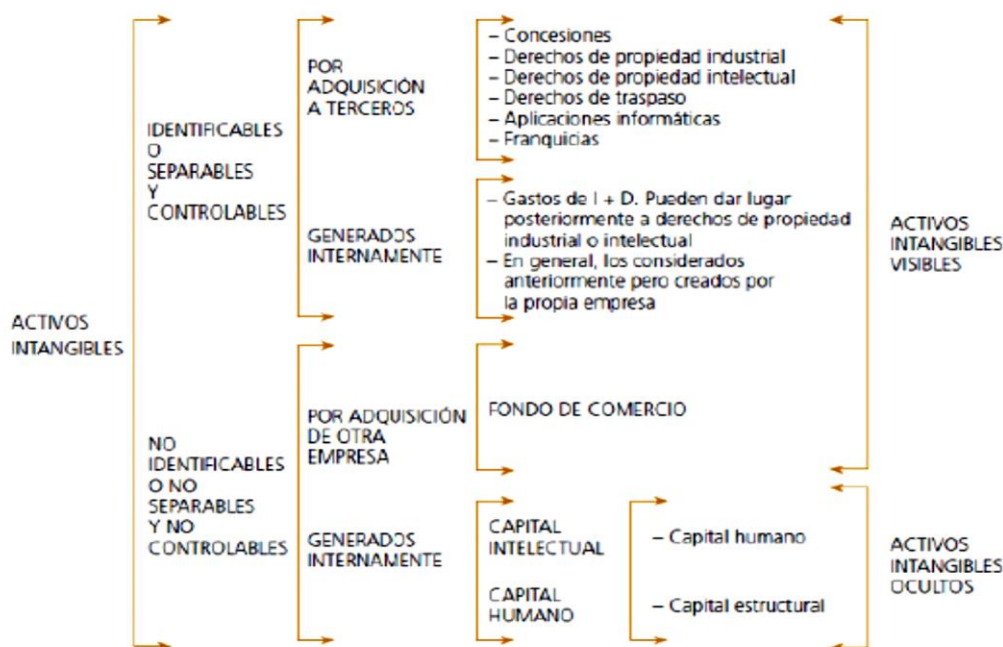 ACTIVOS
INTANGIBLES
IDENTIFICABLES
O
SEPARABLES
Y
CONTROLABLES
POR
ADQUISICIÓN
A TERCEROS
– Concesiones
– Derechos de propiedad industrial
– Derechos de propiedad intelectual
– Derechos de traspaso
– Aplicaciones informáticas
– Franquicias
GENERADOS
INTERNAMENTE
– Gastos de I + D. Pueden dar lugar
posteriormente a derechos de propiedad
industrial o intelectual
– En general, los considerados
anteriormente pero creados por
la propia empresa
NO
IDENTIFICABLES
O NO
SEPARABLES
Y NO
CONTROLABLES
POR ADQUISICIÓN
DE OTRA
EMPRESA
FONDO DE COMERCIO
GENERADOS
INTERNAMENTE
CAPITAL
INTELECTUAL
CAPITAL
HUMANO
– Capital humano
– Capital estructural
ACTIVOS
INTANGIBLES
VISIBLES
ACTIVOS
INTANGIBLES
OCULTOS